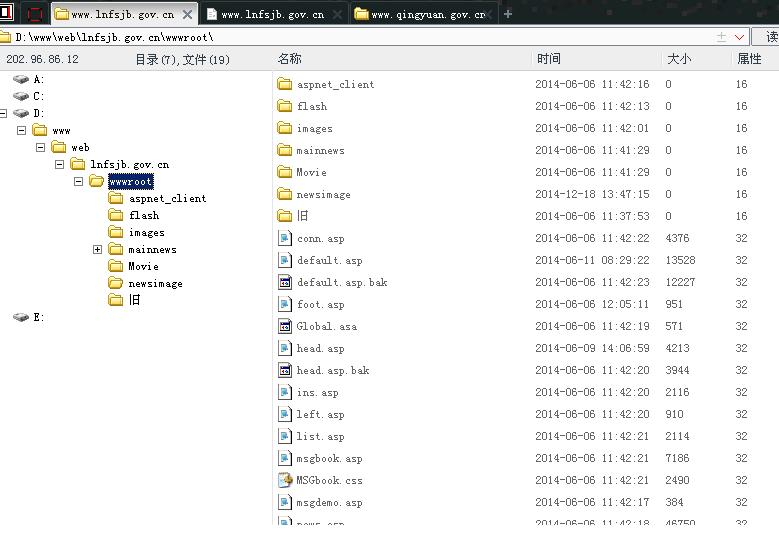 www.lnfsjb.gov.cn
www.lnfsjb.gov.cn
www.qingyuan.gov.cn
D:\www\web\lnfsjb.gov.cn\wwwroot\
读
202.96.86.12
目录(7),文件(19)
名称 时间 大小 属性
A:
C:
D:
www
web
lnfsjb.gov.cn
wwwroot
aspnet_client
flash
images
mainnews
Movie
newsimage
旧
E:
aspnet_client 2014-06-06 11:42:16 0 16
flash 2014-06-06 11:42:13 0 16
images 2014-06-06 11:42:01 0 16
mainnews 2014-06-06 11:41:29 0 16
Movie 2014-06-06 11:41:29 0 16
newsimage 2014-12-18 13:47:15 0 16
旧 2014-06-06 11:37:53 0 16
conn.asp 2014-06-06 11:42:22 4376 32
default.asp 2014-06-11 08:29:22 13528 32
default.asp.bak 2014-06-06 11:42:23 12227 32
foot.asp 2014-06-06 12:05:11 951 32
Global.asa 2014-06-06 11:42:19 571 32
head.asp 2014-06-09 14:06:59 4213 32
head.asp.bak 2014-06-06 11:42:20 3944 32
ins.asp 2014-06-06 11:42:20 2116 32
left.asp 2014-06-06 11:42:20 910 32
list.asp 2014-06-06 11:42:21 2114 32
msgbook.asp 2014-06-06 11:42:21 7186 32
MSGbook.css 2014-06-06 11:42:21 2490 32
msgdemo.asp 2014-06-06 11:42:17 384 32
news.asp 2014-06-06 11:42:18 46750 32